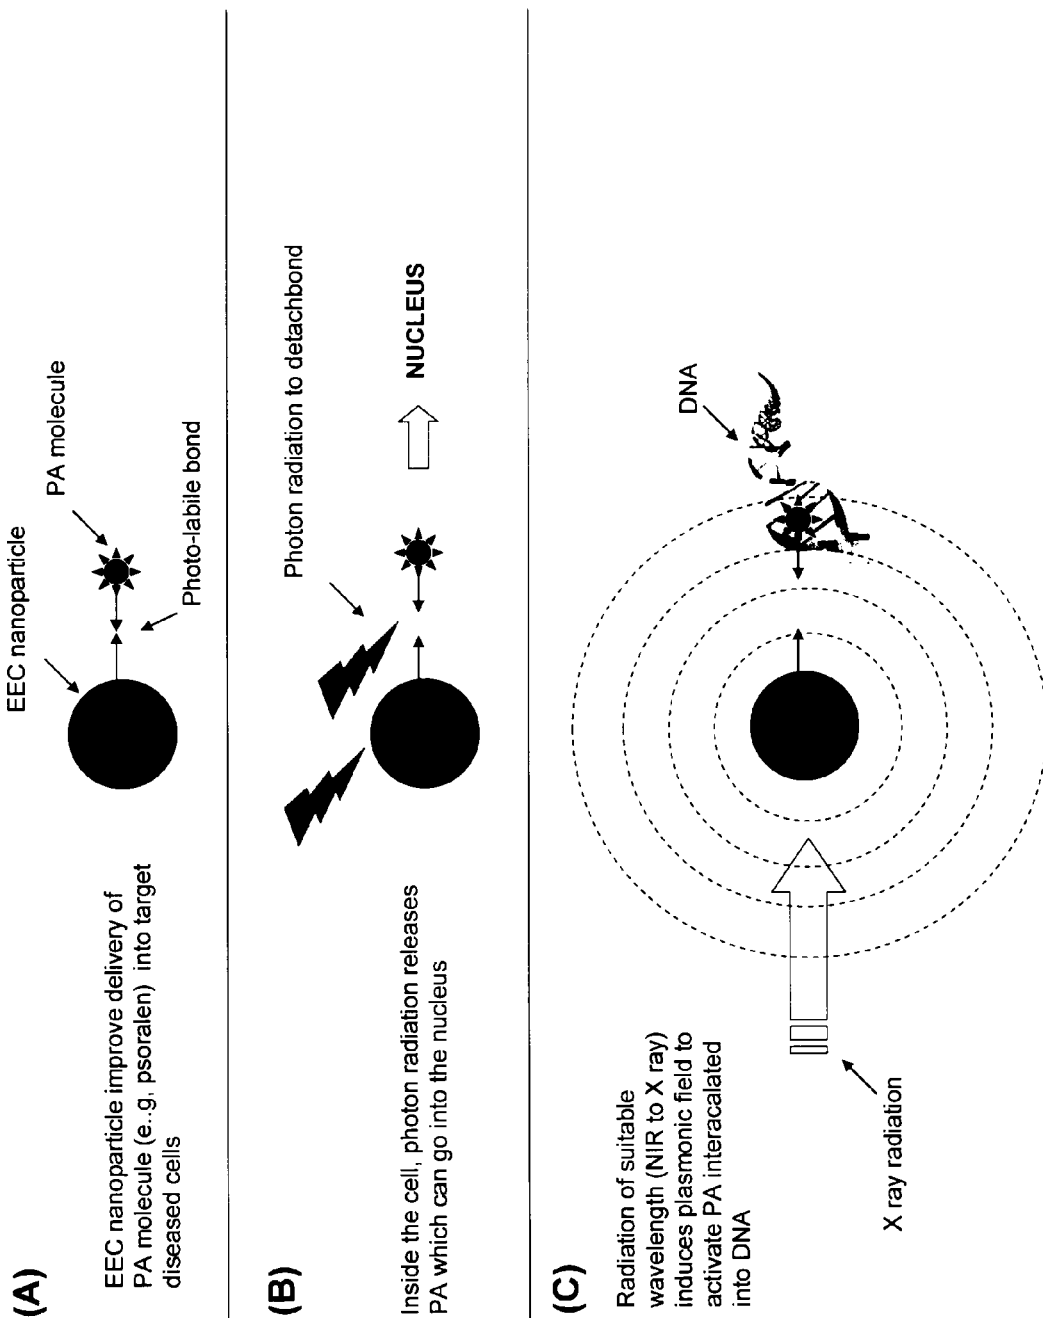 (A)
EEC nanoparticle
PA molecule
Photo-labile bond
EEC nanoparticle improve delivery of
PA molecule (e..g, psoralen) into target
diseased cells
(B)
Photon radiation to detachbond
NUCLEUS
Inside the cell, photon radiation releases
PA which can go into the nucleus
(C)
DNA
Radiation of suitable
wavelength (NIR to X ray)
induces plasmonic field to
activate PA interacalated
into DNA
X ray radiation